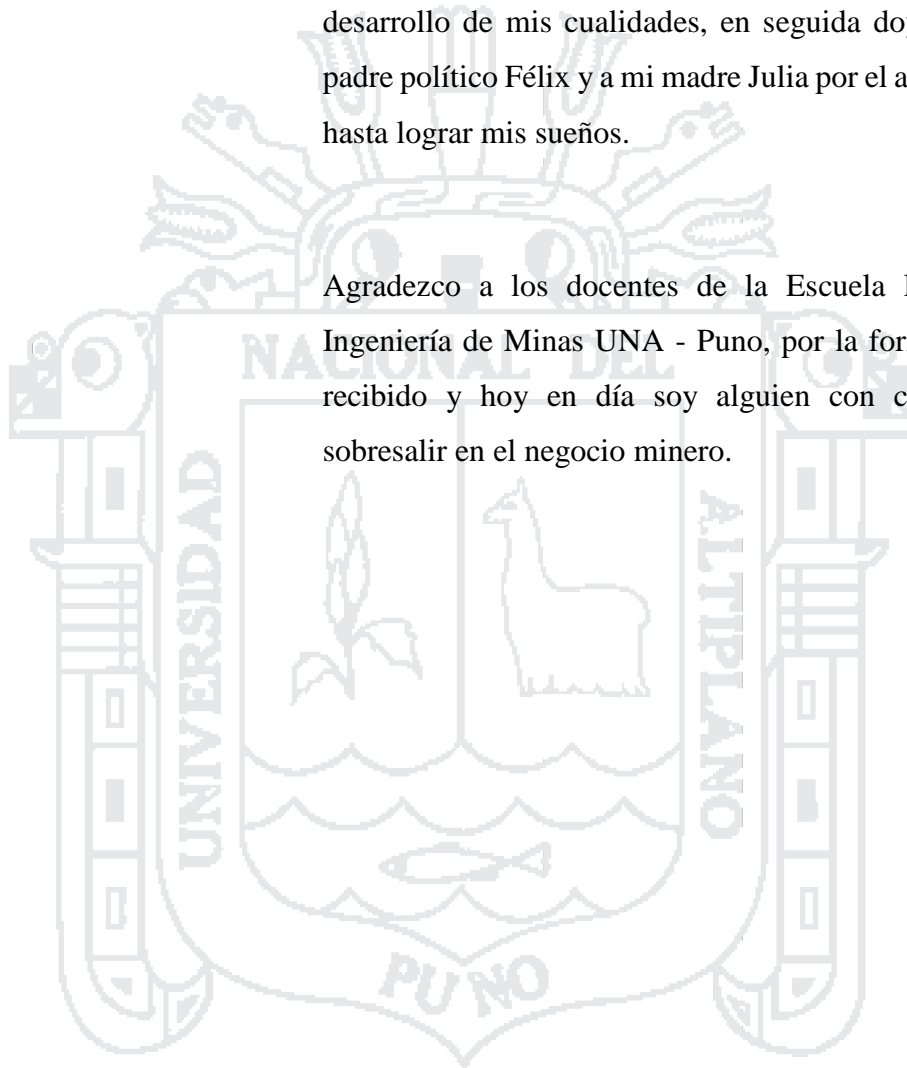 desarrollo de mis cualidades, en seguida
padre político Félix y a mi madre Julia por el
hasta lograr mis sueños.
Agradezco a los docentes de la Escuela
Ingeniería de Minas UNA - Puno, por la
recibido y hoy en día soy alguien con
sobresalir en el negocio minero.
NACIONAL DEL
UNIVERSIDAD
ALTIPLANO
PUNO